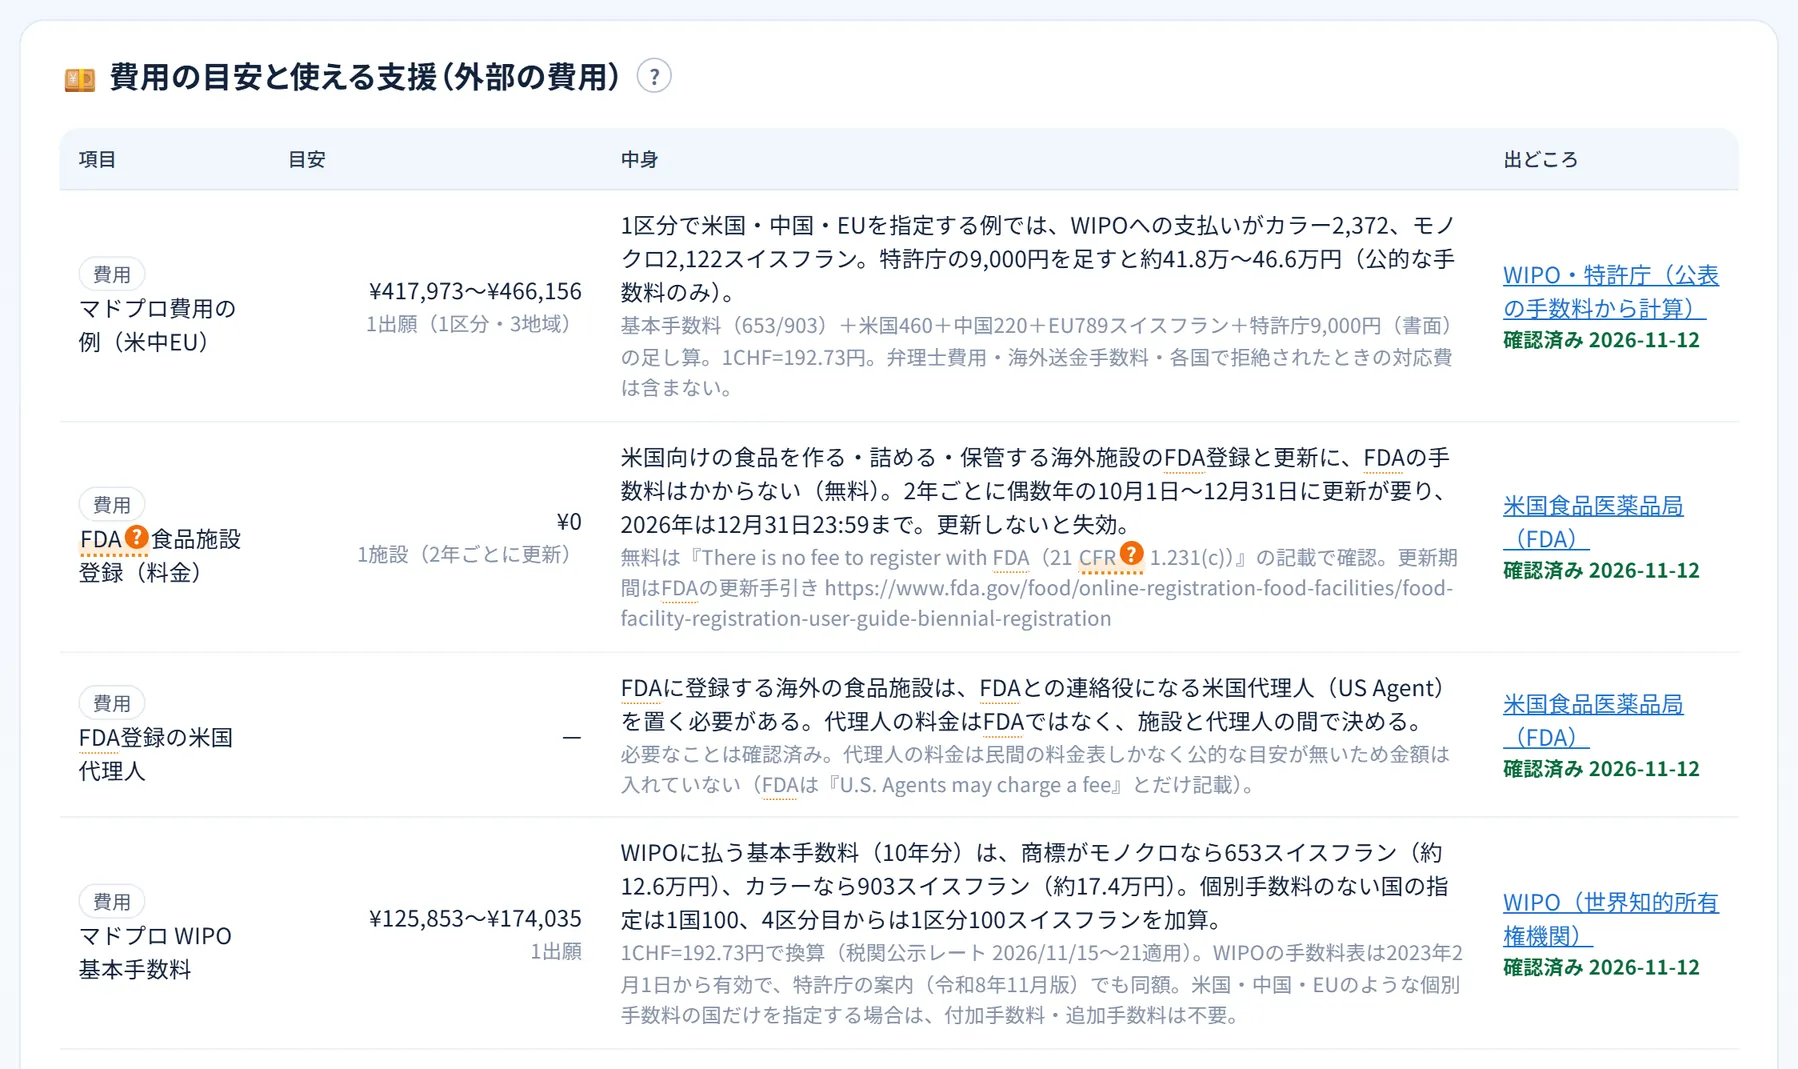 費用の目安と使える支援（外部の費用） ?
項目 目安 中身 出どころ
費用
マドプロ費用の
例（米中EU）
¥417,973～¥466,156
1出願（1区分・3地域）
1区分で米国・中国・EUを指定する例では、WIPOへの支払いがカラー2,372、モノ
クロ2,122スイスフラン。特許庁の9,000円を足すと約41.8万～46.6万円（公的な手
数料のみ）。
基本手数料（653/903）＋米国460＋中国220＋EU789スイスフラン＋特許庁9,000円（書面）
の足し算。1CHF=192.73円。弁理士費用・海外送金手数料・各国で拒絶されたときの対応費
は含まない。
WIPO・特許庁（公表
の手数料から計算）
確認済み 2026-11-12
費用
FDA?食品施設
登録（料金）
¥0
1施設（2年ごとに更新）
米国向けの食品を作る・詰める・保管する海外施設のFDA登録と更新に、FDAの手
数料はかからない（無料）。2年ごとに偶数年の10月1日～12月31日に更新が要り、
2026年は12月31日23:59まで。更新しないと失効。
無料は『There is no fee to register with FDA（21 CFR? 1.231(c)）』の記載で確認。更新期
間はFDAの更新手引き https://www.fda.gov/food/online-registration-food-facilities/food-
facility-registration-user-guide-biennial-registration
米国食品医薬品局
（FDA）
確認済み 2026-11-12
費用
FDA登録の米国
代理人
—
FDAに登録する海外の食品施設は、FDAとの連絡役になる米国代理人（US Agent）
を置く必要がある。代理人の料金はFDAではなく、施設と代理人の間で決める。
必要なことは確認済み。代理人の料金は民間の料金表しかなく公的な目安が無いため金額は
入れていない（FDAは『U.S. Agents may charge a fee』とだけ記載）。
米国食品医薬品局
（FDA）
確認済み 2026-11-12
費用
マドプロ WIPO
基本手数料
¥125,853～¥174,035
1出願
WIPOに払う基本手数料（10年分）は、商標がモノクロなら653スイスフラン（約
12.6万円）、カラーなら903スイスフラン（約17.4万円）。個別手数料のない国の指
定は1国100、4区分目からは1区分100スイスフランを加算。
1CHF=192.73円で換算（税関公示レート 2026/11/15～21適用）。WIPOの手数料表は2023年2
月1日から有効で、特許庁の案内（令和8年11月版）でも同額。米国・中国・EUのような個別
手数料の国だけを指定する場合は、付加手数料・追加手数料は不要。
WIPO（世界知的所有
権機関）
確認済み 2026-11-12